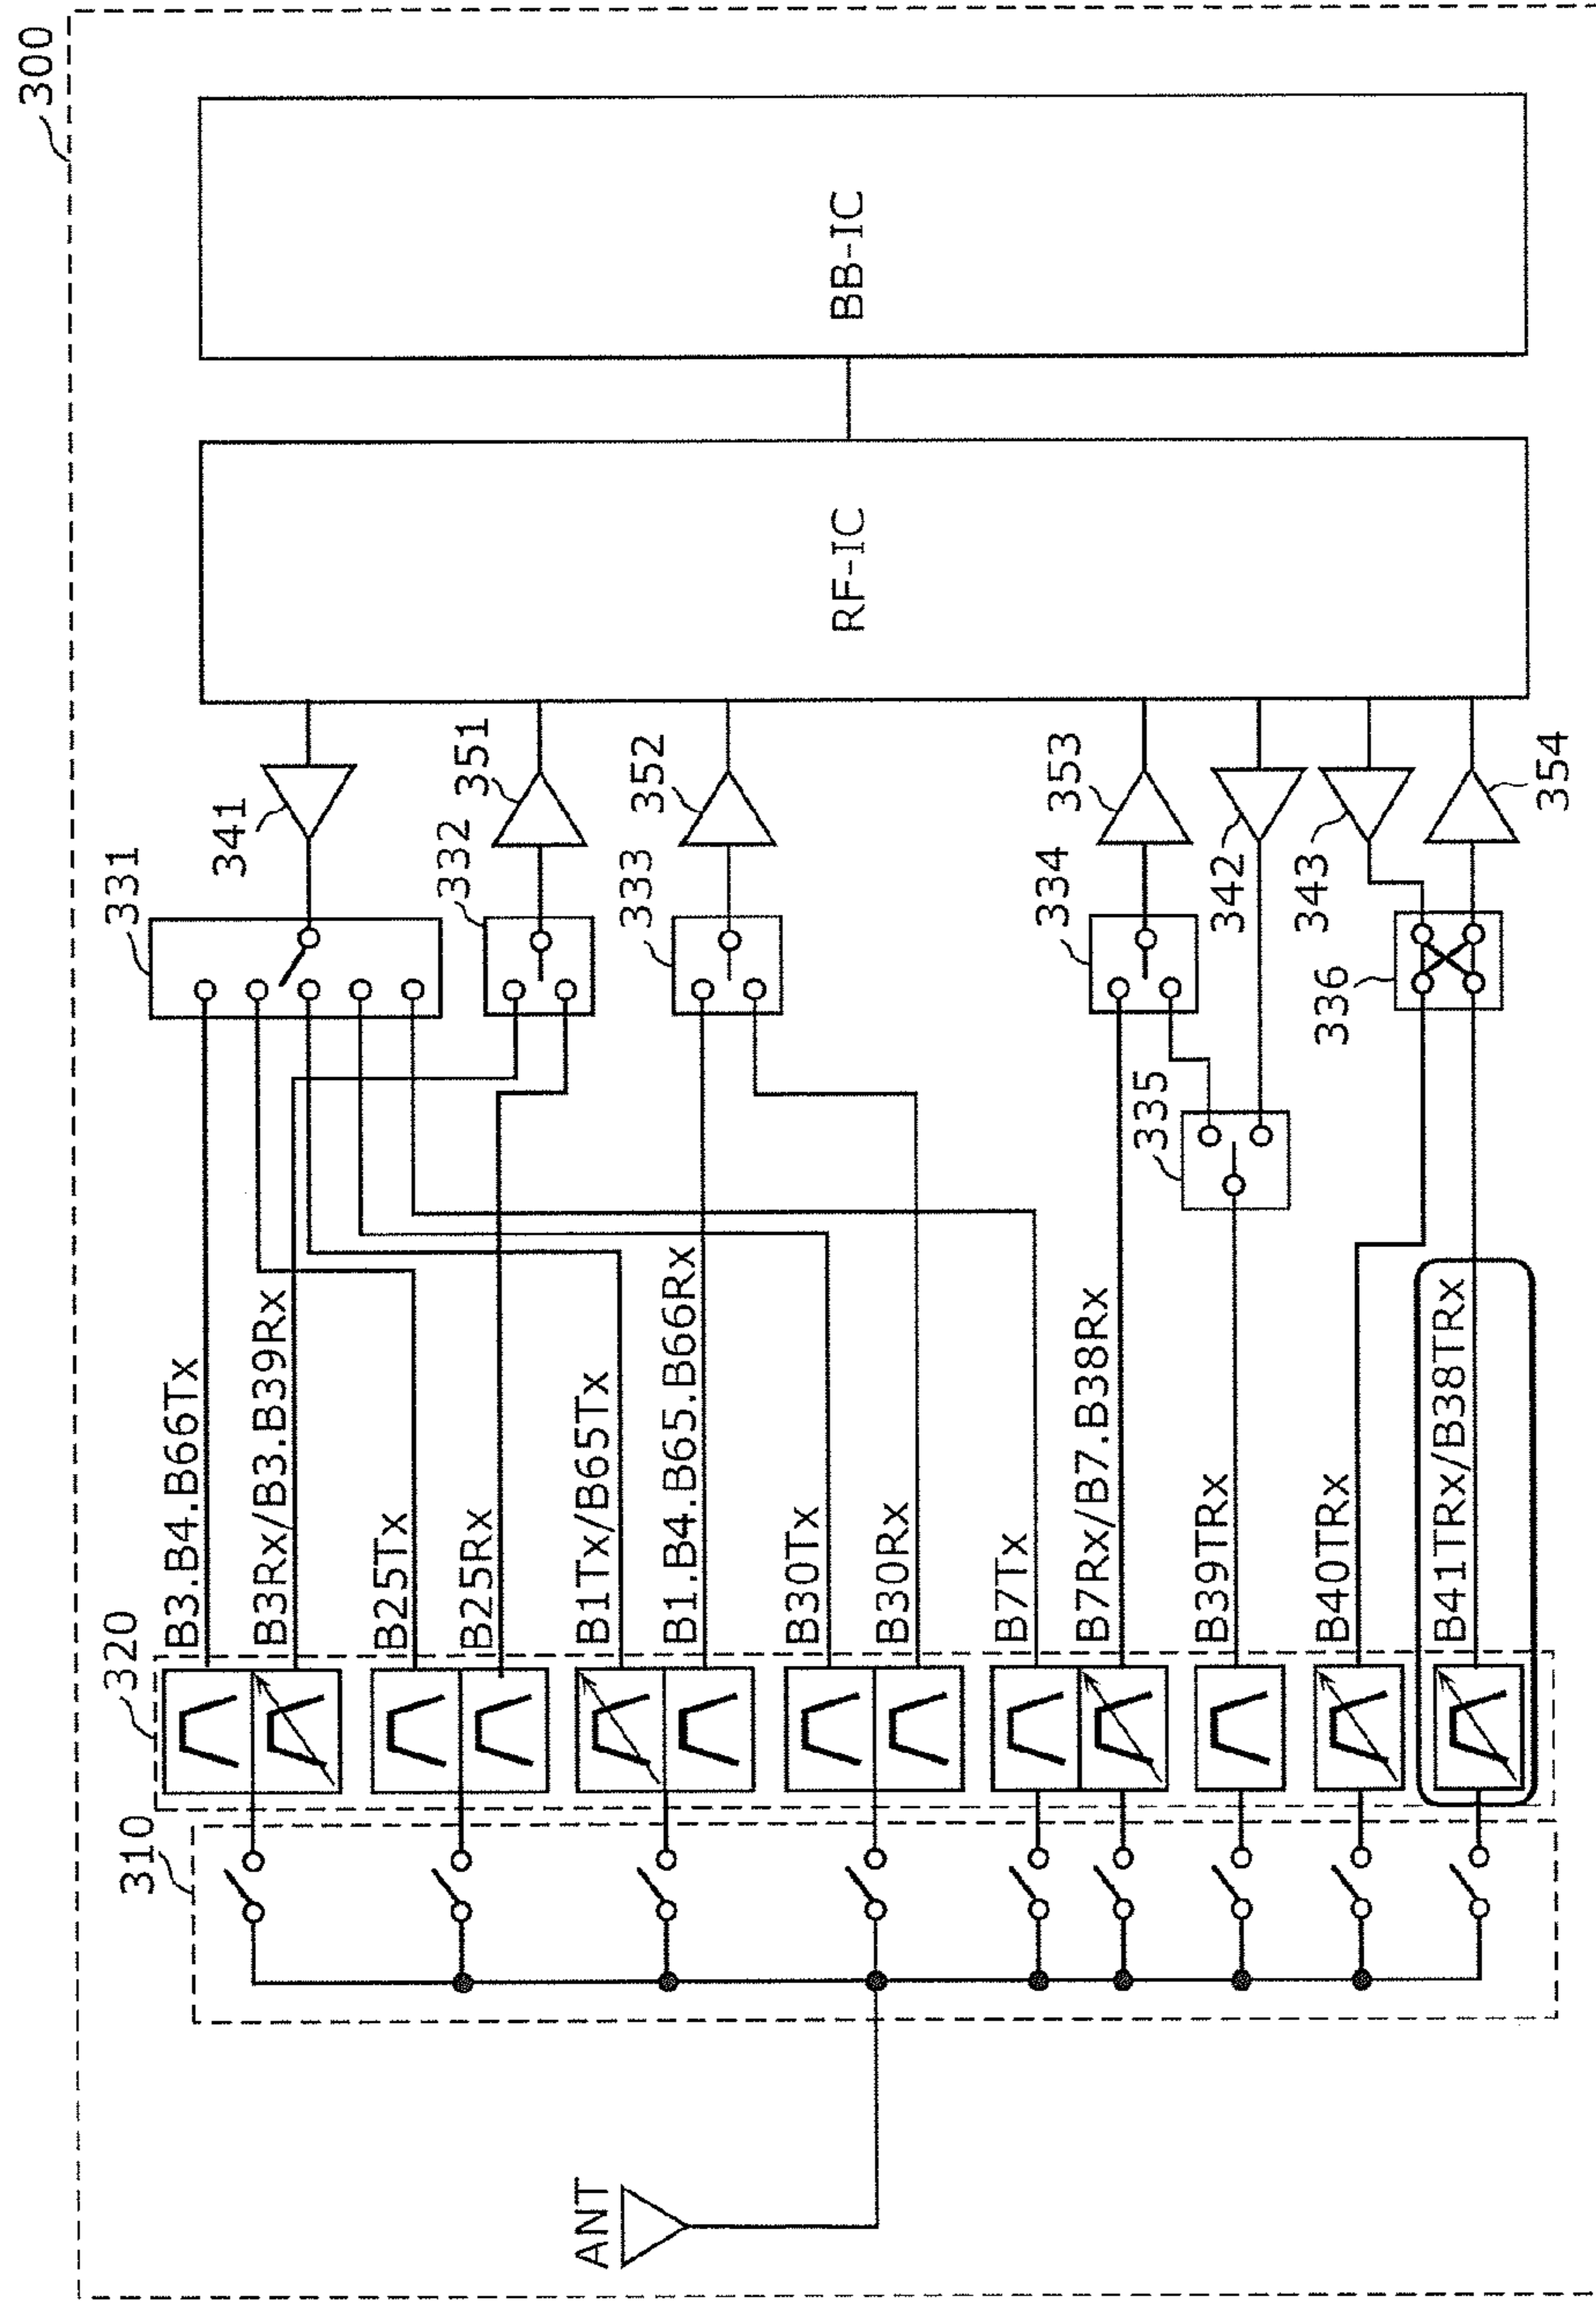 300
BB-IC
RF-IC
341
351
352
353
342
343
354
331
332
333
334
335
336
B3.B4.B66Tx
B3Rx/B3.B39Rx
B25Tx
B25Rx
B1Tx/B65Tx
B1.B4.B65.B66Rx
B30Tx
B30Rx
B7Tx
B7Rx/B7.B38Rx
B39TRx
B40TRx
B41TRx/B38TRx
320
310
ANT